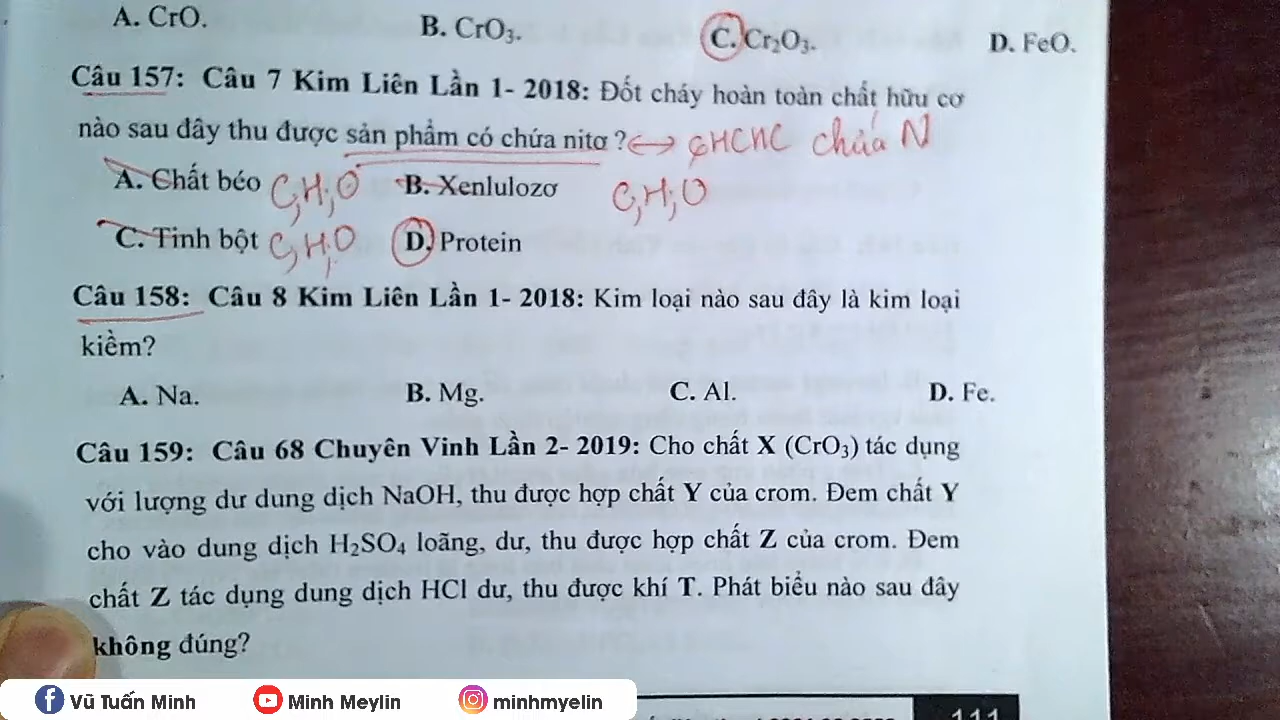 A. CrO. B. CrO₃. C. Cr₂O₃. D. FeO.
Câu 157: Câu 7 Kim Liên Lần 1- 2018: Đốt cháy hoàn toàn chất hữu cơ
nào sau đây thu được sản phẩm có chứa nitơ ? ↔ CHCNC chứa N
A. Chất béo C,H,O B. Xenlulozơ C,H,O
C. Tinh bột C,H,O D. Protein
Câu 158: Câu 8 Kim Liên Lần 1- 2018: Kim loại nào sau đây là kim loại
kiềm?
A. Na. B. Mg. C. Al. D. Fe.
Câu 159: Câu 68 Chuyên Vinh Lần 2- 2019: Cho chất X (CrO₃) tác dụng
với lượng dư dung dịch NaOH, thu được hợp chất Y của crom. Đem chất Y
cho vào dung dịch H₂SO₄ loãng, dư, thu được hợp chất Z của crom. Đem
chất Z tác dụng dung dịch HCl dư, thu được khí T. Phát biểu nào sau đây
không đúng?
Vũ Tuấn Minh Minh Meylin minhmyelin
111